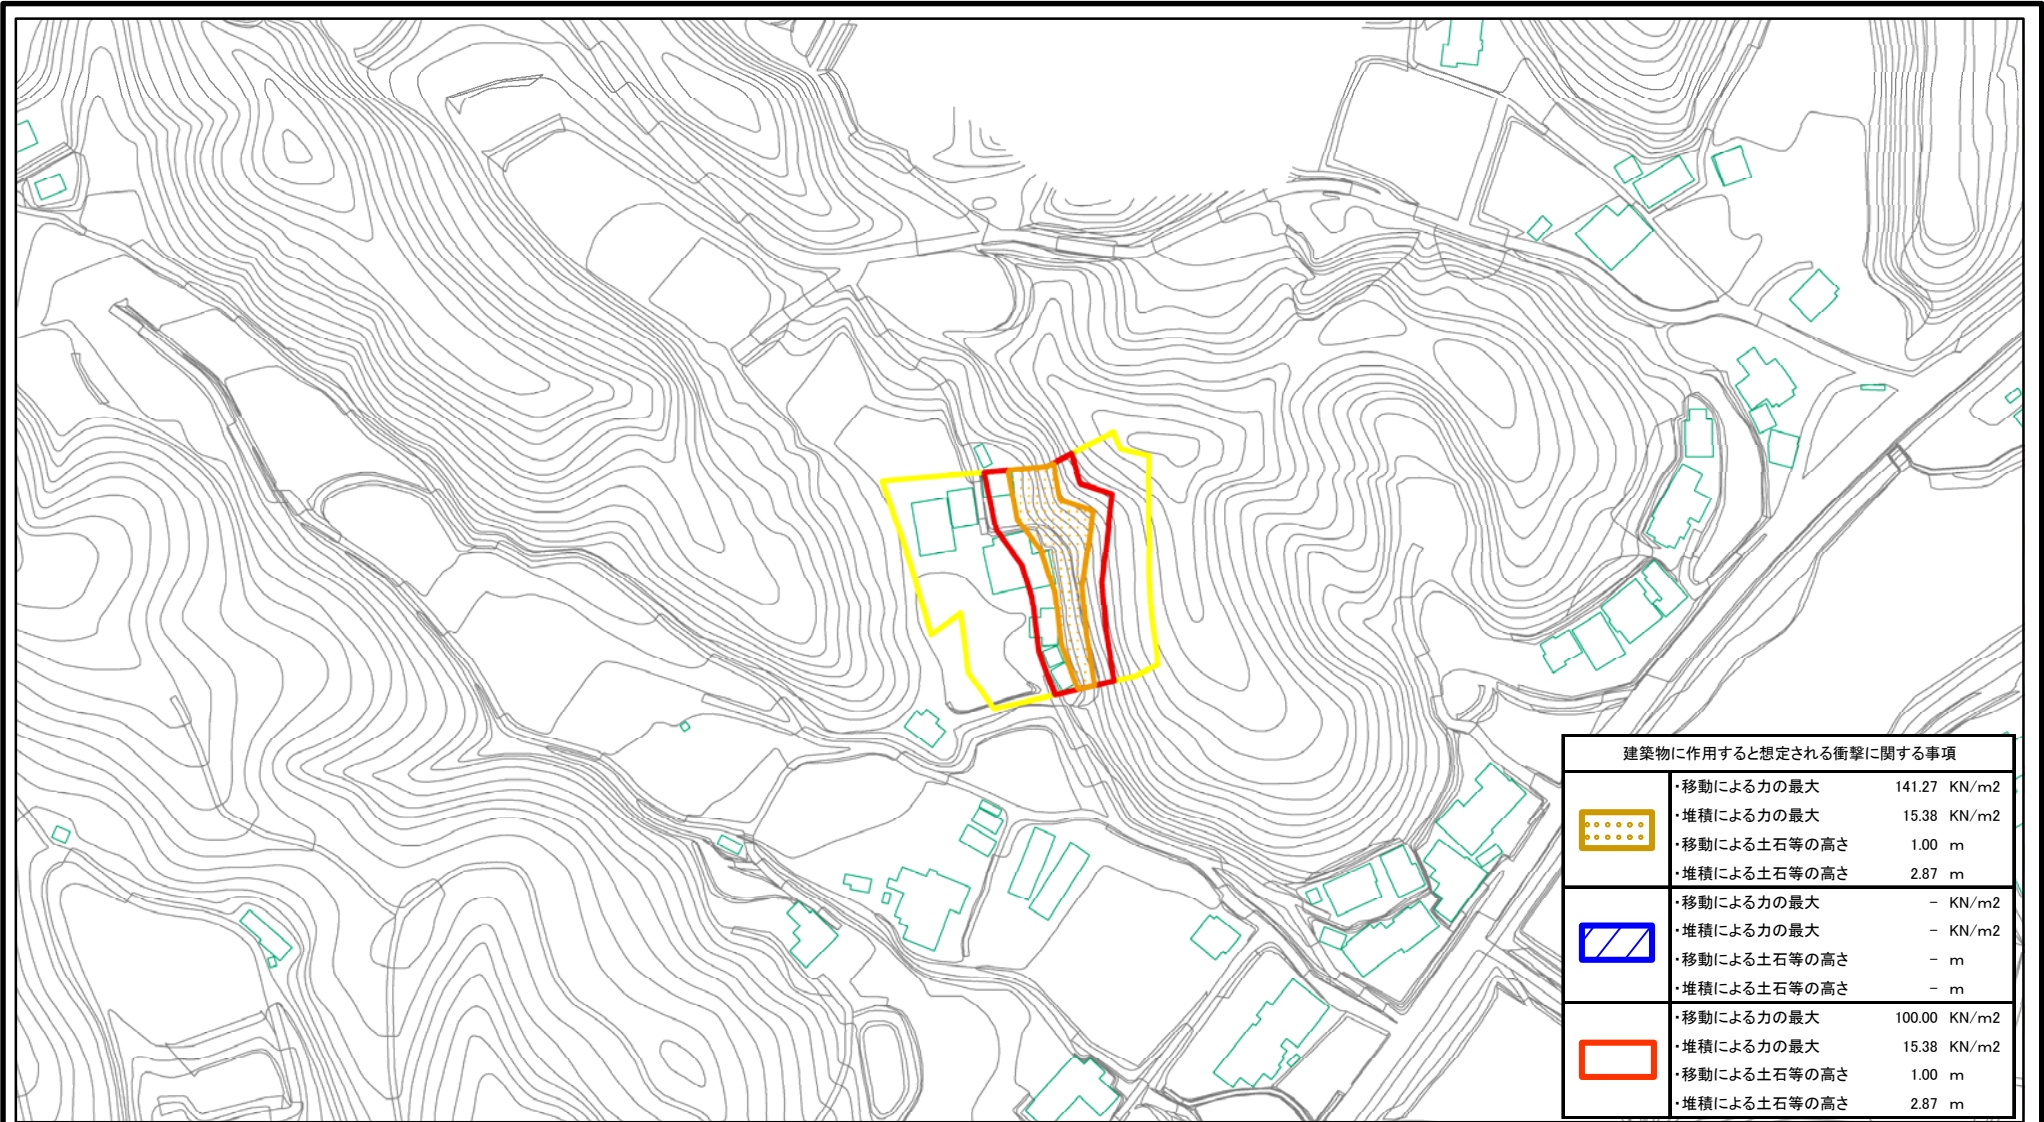 建築物に作用すると想定される衝撃に関する事項
・移動による力の最大 141.27 KN/m2
・堆積による力の最大 15.38 KN/m2
・移動による土石等の高さ 1.00 m
・堆積による土石等の高さ 2.87 m
・移動による力の最大 - KN/m2
・堆積による力の最大 - KN/m2
・移動による土石等の高さ - m
・堆積による土石等の高さ - m
・移動による力の最大 100.00 KN/m2
・堆積による力の最大 15.38 KN/m2
・移動による土石等の高さ 1.00 m
・堆積による土石等の高さ 2.87 m